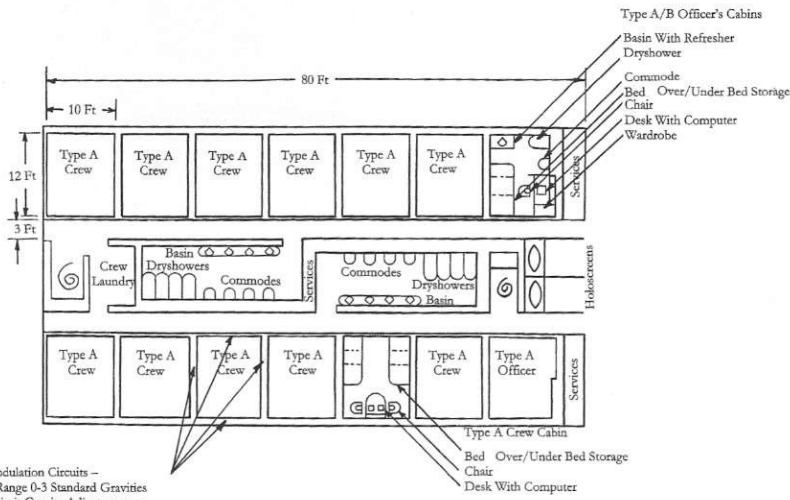 Type A/B Officer's Cabins
Basin With Refresher
Dryshower
Commode
Bed Over/Under Bed Storage
Chair
Desk With Computer
Wardrobe
80 Ft
10 Ft
12 Ft
3 Ft
Type A
Crew
Type A
Crew
Type A
Crew
Type A
Crew
Type A
Crew
Type A
Crew
Services
Crew
Laundry
Basin
Dryshowers
Commodes
Services
Commodes
Dryshowers
Basin
Holoscreens
Type A
Crew
Type A
Crew
Type A
Crew
Type A
Crew
Type A
Crew
Type A
Officer
Services
Type A Crew Cabin
Bed Over/Under Bed Storage
Chair
Desk With Computer
Circuits –
Range 0-3 Standard Gravities